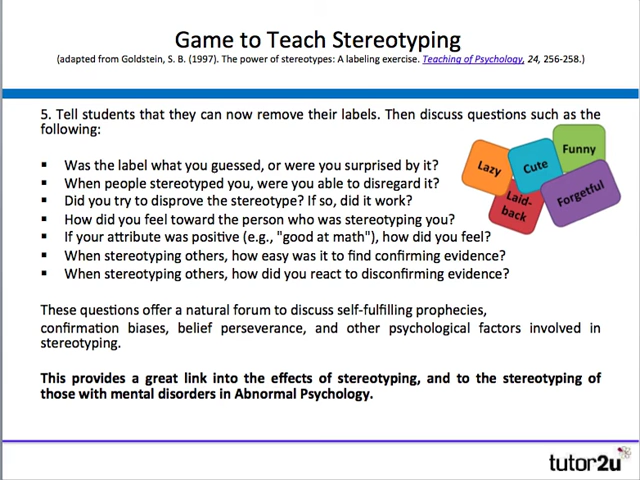 Game to Teach Stereotyping
(adapted from Goldstein, S. B. (1997). The power of stereotypes: A labeling exercise. Teaching of Psychology, 24, 256-258.)
5. Tell students that they can now remove their labels. Then discuss questions such as the
following:
▪ Was the label what you guessed, or were you surprised by it?
▪ When people stereotyped you, were you able to disregard it?
▪ Did you try to disprove the stereotype? If so, did it work?
▪ How did you feel toward the person who was stereotyping you?
▪ If your attribute was positive (e.g., "good at math"), how did you feel?
▪ When stereotyping others, how easy was it to find confirming evidence?
▪ When stereotyping others, how did you react to disconfirming evidence?
Lazy
Cute
Funny
Laid-
back
Forgetful
These questions offer a natural forum to discuss self-fulfilling prophecies,
confirmation biases, belief perseverance, and other psychological factors involved in
stereotyping.
This provides a great link into the effects of stereotyping, and to the stereotyping of
those with mental disorders in Abnormal Psychology.
tutor2u